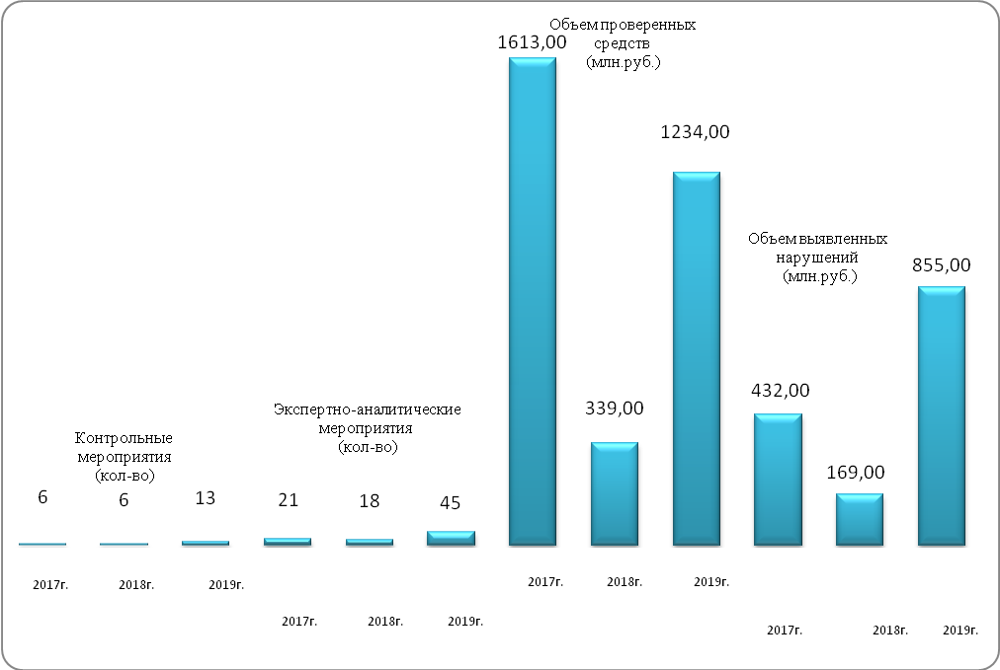 Объем проверенных
средств
(млн.руб.)
1613,00
1234,00
Объем выявленных
нарушений
(млн.руб.)
855,00
432,00
339,00
Экспертно-аналитические
мероприятия
(кол-во)
Контрольные
мероприятия
(кол-во)
169,00
6 6 13 21 18 45
2017г. 2018г. 2019г.
2017г. 2018г. 2019г.
2017г. 2018г. 2019г.
2017г. 2018г. 2019г.